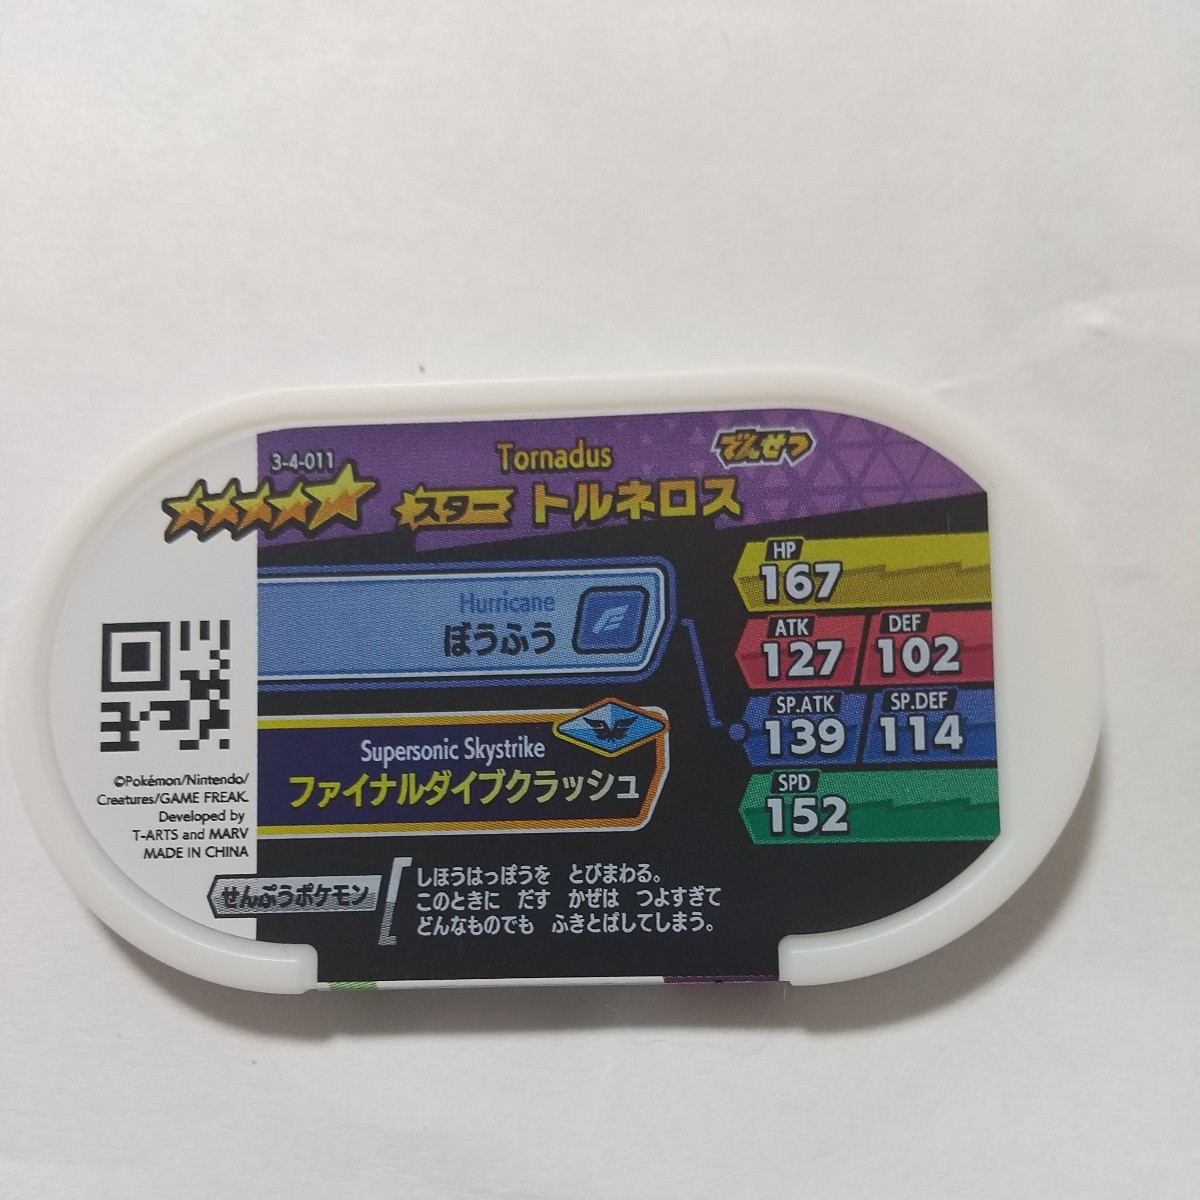 3-4-011
Tornadus
でんせつ
スター トルネロス
Hurricane
ぼうふう
Supersonic Skystrike
ファイナルダイブクラッシュ
HP
167
ATK
127
DEF
102
SP.ATK
139
SP.DEF
114
SPD
152
©Pokémon/Nintendo/
Creatures/GAME FREAK.
Developed by
T-ARTS and MARV
MADE IN CHINA
せんぷうポケモン
しほうはっぽうを とびまわる。
このときに だす かぜは つよすぎて
どんなものでも ふきとばしてしまう。